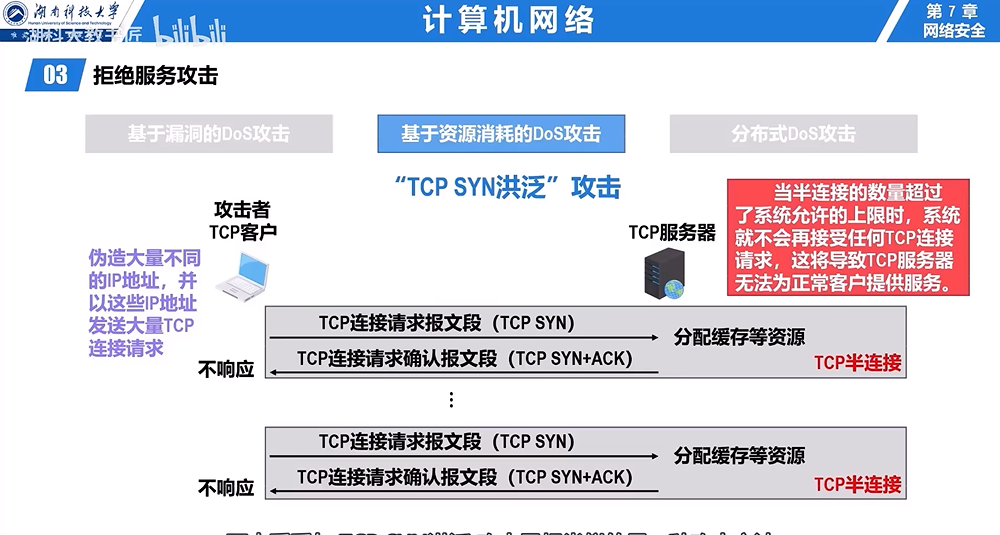 湖南科技大学
Hunan University of Science and Technology
湖科大教书匠 bilibili
计算机网络
第 7 章
网络安全
03 拒绝服务攻击
基于漏洞的DoS攻击
基于资源消耗的DoS攻击
分布式DoS攻击
“TCP SYN洪泛”攻击
当半连接的数量超过
了系统允许的上限时，系统
就不会再接受任何TCP连接
请求，这将导致TCP服务器
无法为正常客户提供服务。
攻击者
TCP客户
TCP服务器
伪造大量不同
的IP地址，并
以这些IP地址
发送大量TCP
连接请求
TCP连接请求报文段（TCP SYN）
分配缓存等资源
TCP连接请求确认报文段（TCP SYN+ACK）
不响应
TCP半连接
⋮
TCP连接请求报文段（TCP SYN）
分配缓存等资源
TCP连接请求确认报文段（TCP SYN+ACK）
不响应
TCP半连接